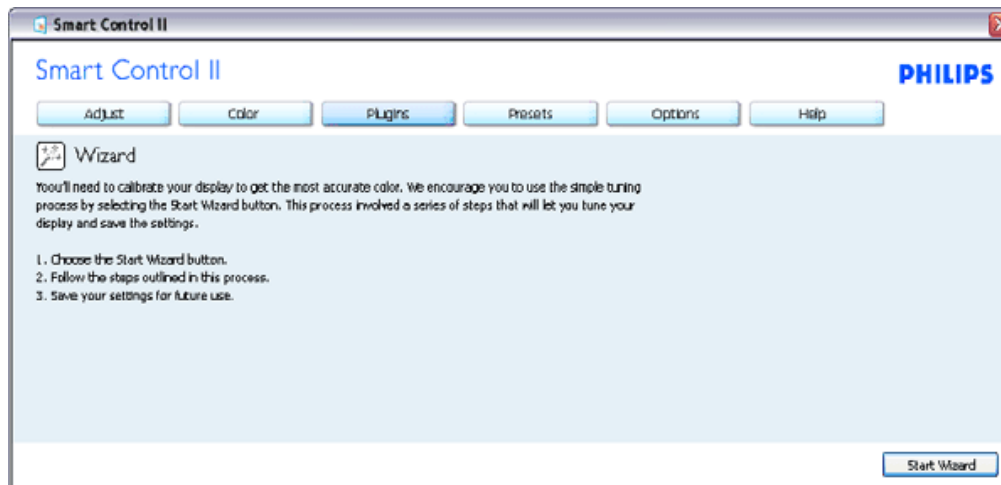 Smart Control II
Smart Control II
PHILIPS
Adjust Color Plugins Presets Options Help
Wizard
Yoou'll need to calibrate your display to get the most accurate color. We encourage you to use the simple tuning
process by selecting the Start Wizard button. This process involved a series of steps that will let you tune your
display and save the settings.
1. Choose the Start Wizard button.
2. Follow the steps outlined in this process.
3. Save your settings for future use.
Start Wizard